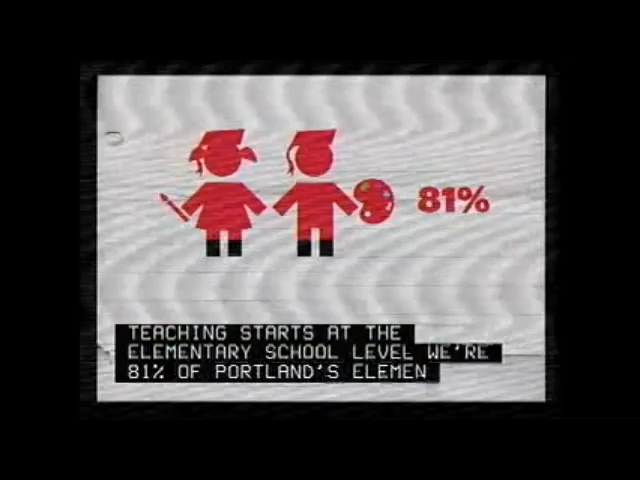 81%
TEACHING STARTS AT THE
ELEMENTARY SCHOOL LEVEL WE'RE
81% OF PORTLAND'S ELEMEN